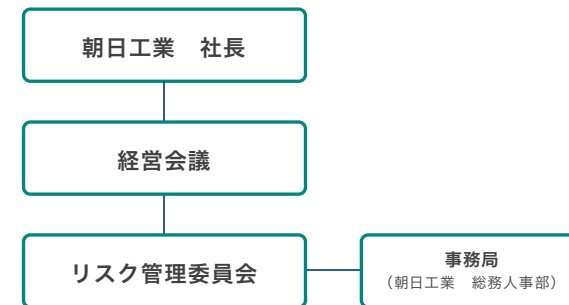 朝日工業　社長
経営会議
リスク管理委員会
事務局
（朝日工業　総務人事部）